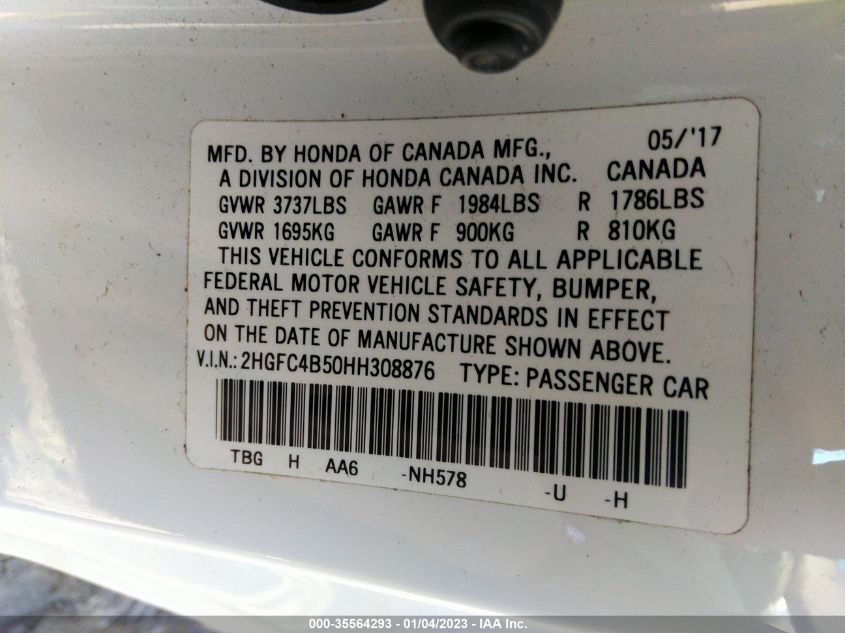 MFD. BY HONDA OF CANADA MFG., 05/'17
A DIVISION OF HONDA CANADA INC. CANADA
GVWR 3737LBS GAWR F 1984LBS R 1786LBS
GVWR 1695KG GAWR F 900KG R 810KG
THIS VEHICLE CONFORMS TO ALL APPLICABLE
FEDERAL MOTOR VEHICLE SAFETY, BUMPER,
AND THEFT PREVENTION STANDARDS IN EFFECT
ON THE DATE OF MANUFACTURE SHOWN ABOVE.
V.I.N.: 2HGFC4B50HH308876 TYPE: PASSENGER CAR
TBG H AA6 -NH578 -U -H
000-35564293 - 01/04/2023 - IAA Inc.